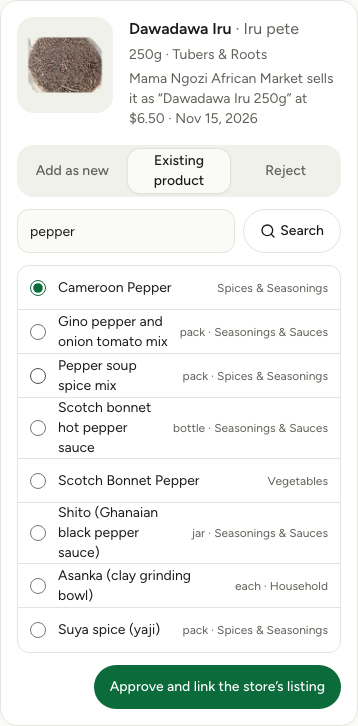 Dawadawa Iru · Iru pete
250g · Tubers & Roots
Mama Ngozi African Market sells
it as “Dawadawa Iru 250g” at
$6.50 · Nov 15, 2026
Add as new
Existing
product
Reject
pepper
Search
Cameroon Pepper
Spices & Seasonings
Gino pepper and
onion tomato mix
pack · Seasonings & Sauces
Pepper soup
spice mix
pack · Spices & Seasonings
Scotch bonnet
hot pepper
sauce
bottle · Seasonings & Sauces
Scotch Bonnet Pepper
Vegetables
Shito (Ghanaian
black pepper
sauce)
jar · Seasonings & Sauces
Asanka (clay grinding
bowl)
each · Household
Suya spice (yaji)
pack · Spices & Seasonings
Approve and link the store’s listing